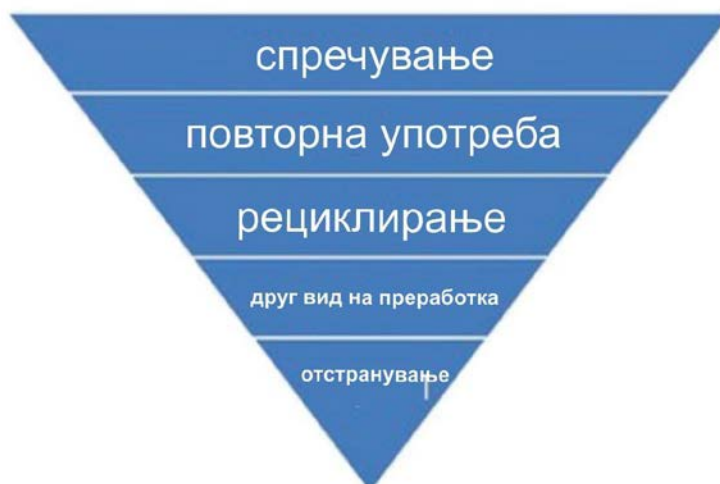 спречување
повторна употреба
рециклирање
друг вид на преработка
отстранување